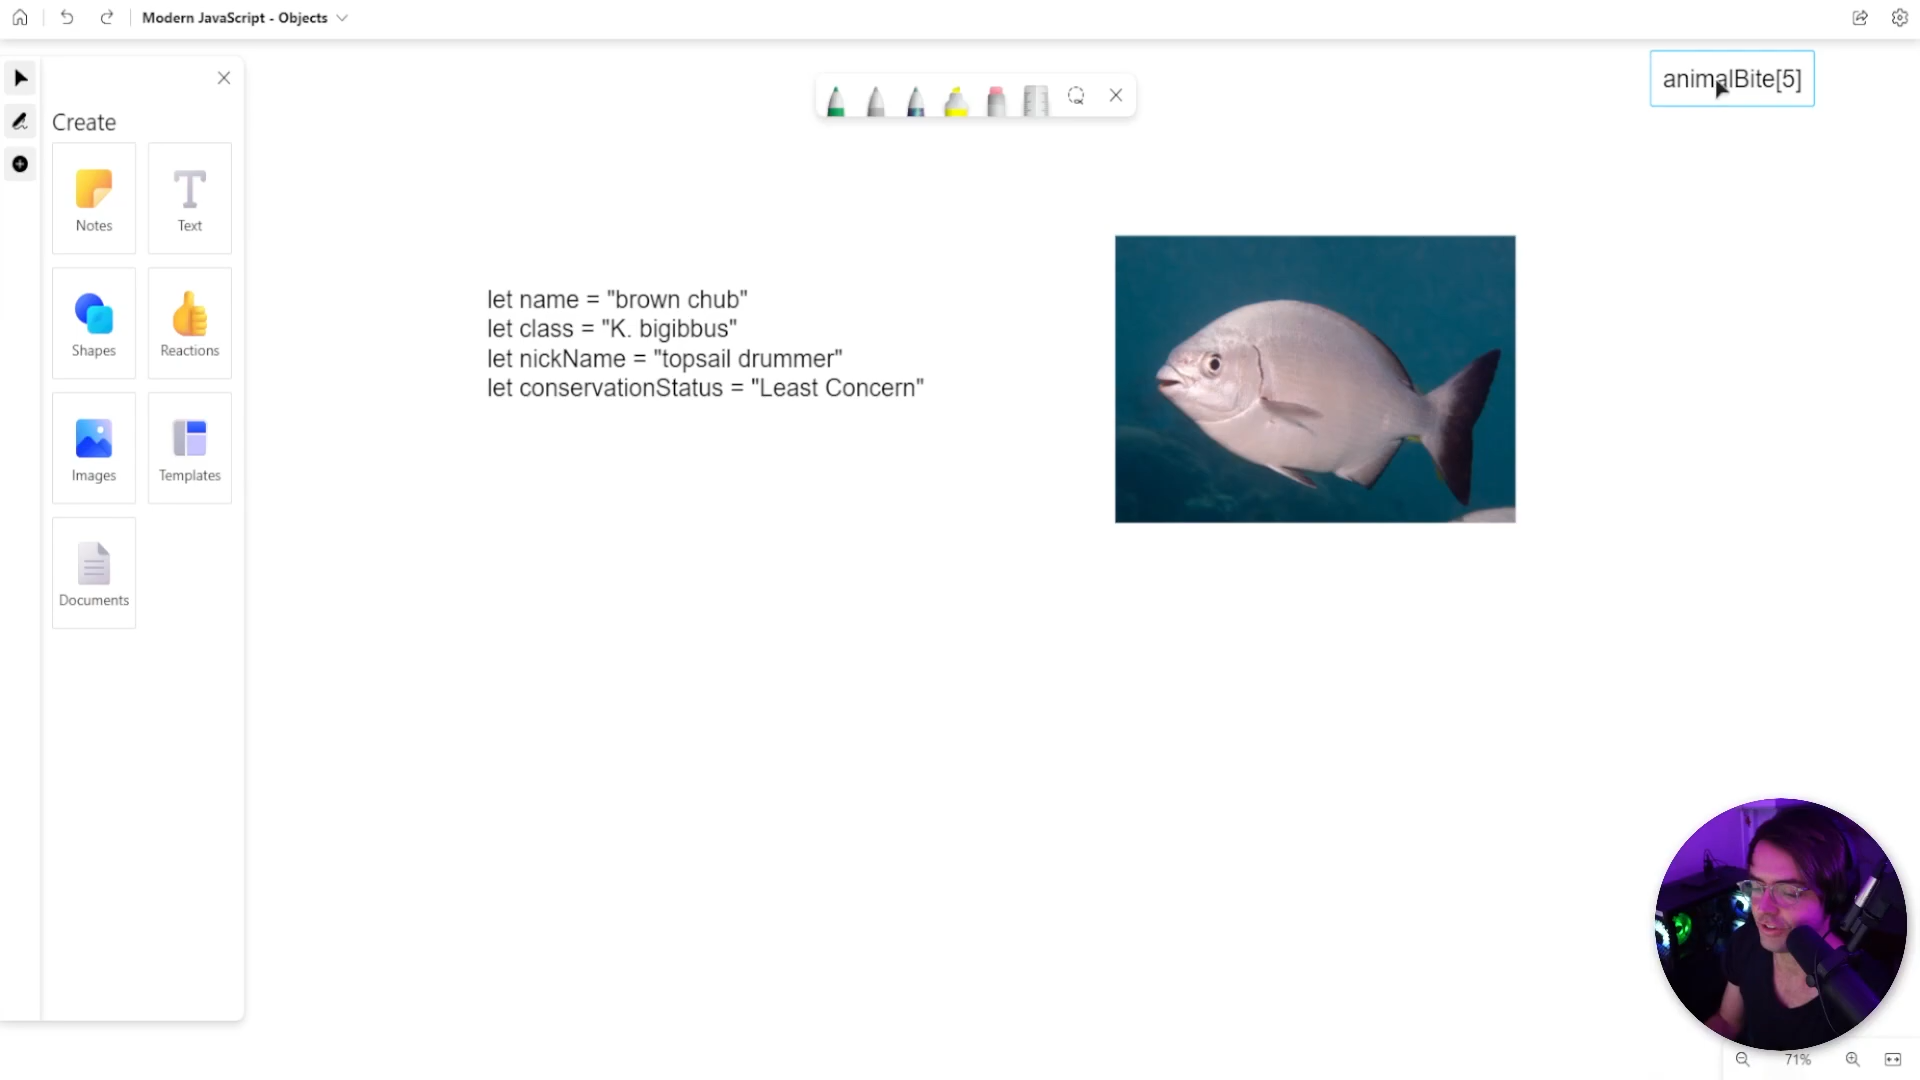 Modern JavaScript - Objects
animalBite[5]
Create
Notes
Text
Shapes
Reactions
Images
Templates
Documents
let name = "brown chub"
let class = "K. bigibbus"
let nickName = "topsail drummer"
let conservationStatus = "Least Concern"
71%